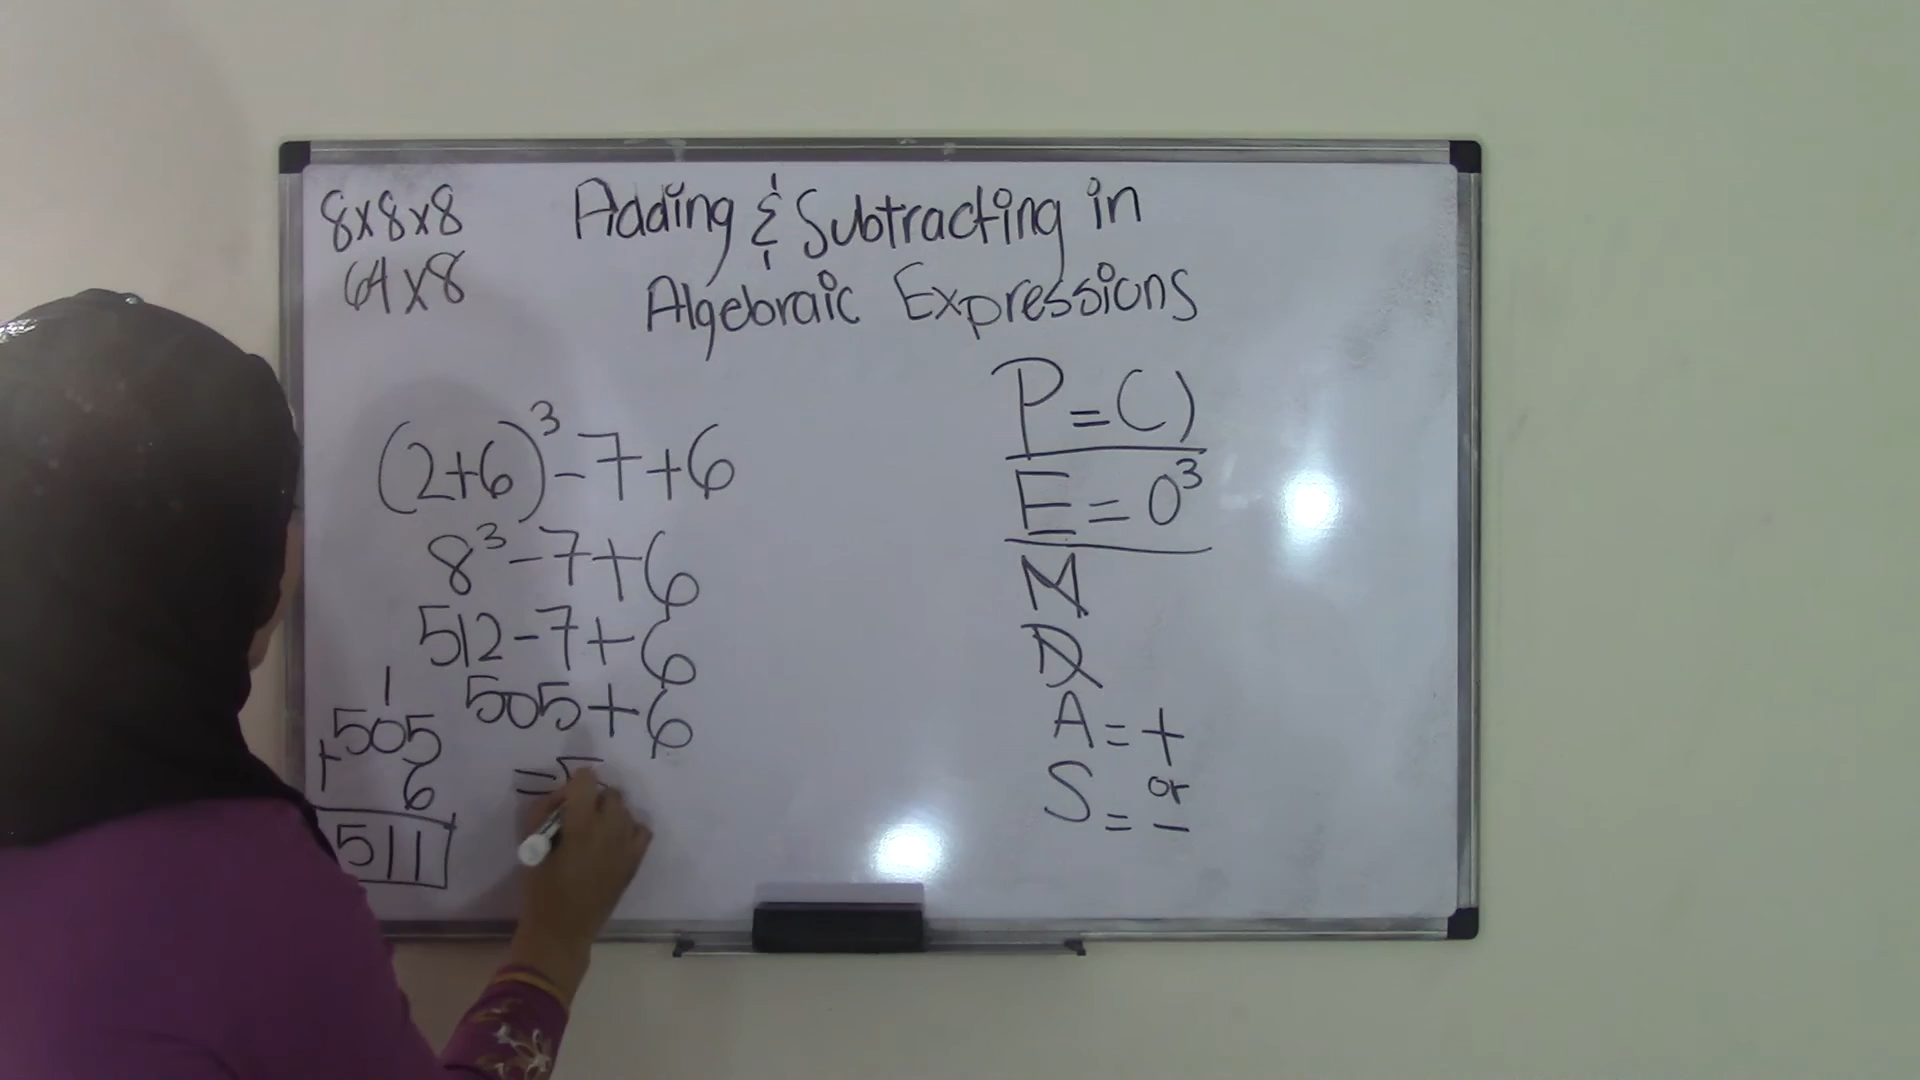 8x8x8
64x8
Adding & Subtracting in
Algebraic Expressions
(2+6)³-7+6
8³-7+6
512-7+6
505+6
=5
1
505
+ 6
511
P=( )
E=0³
M
D
A=+
or
S=-